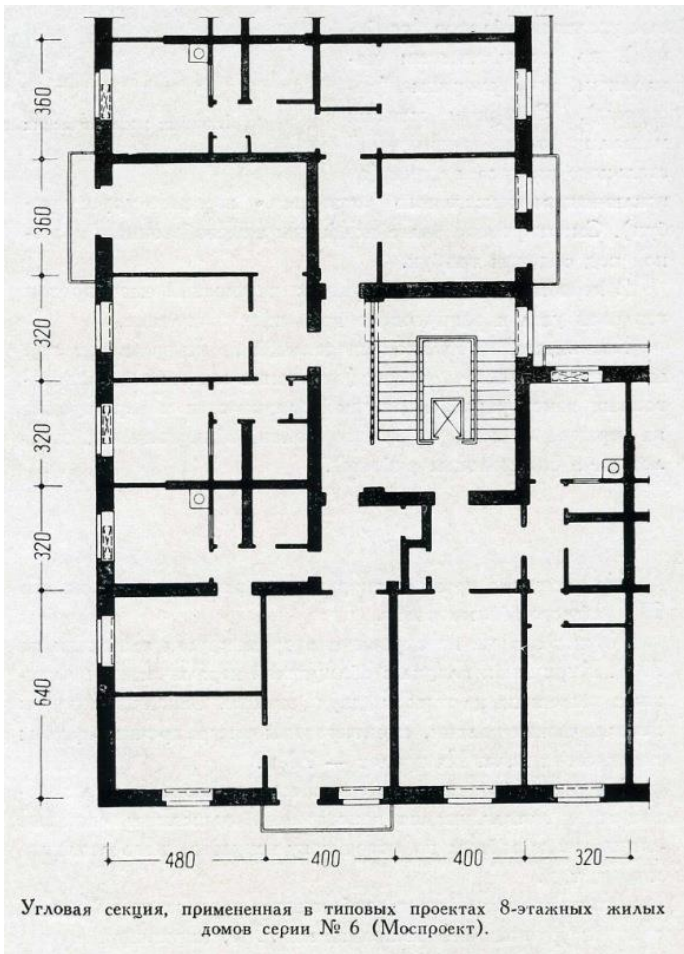 360
360
320
320
320
640
480 400 400 320
Угловая секция, примененная в типовых проектах 8-этажных жилых
домов серии № 6 (Моспроект).